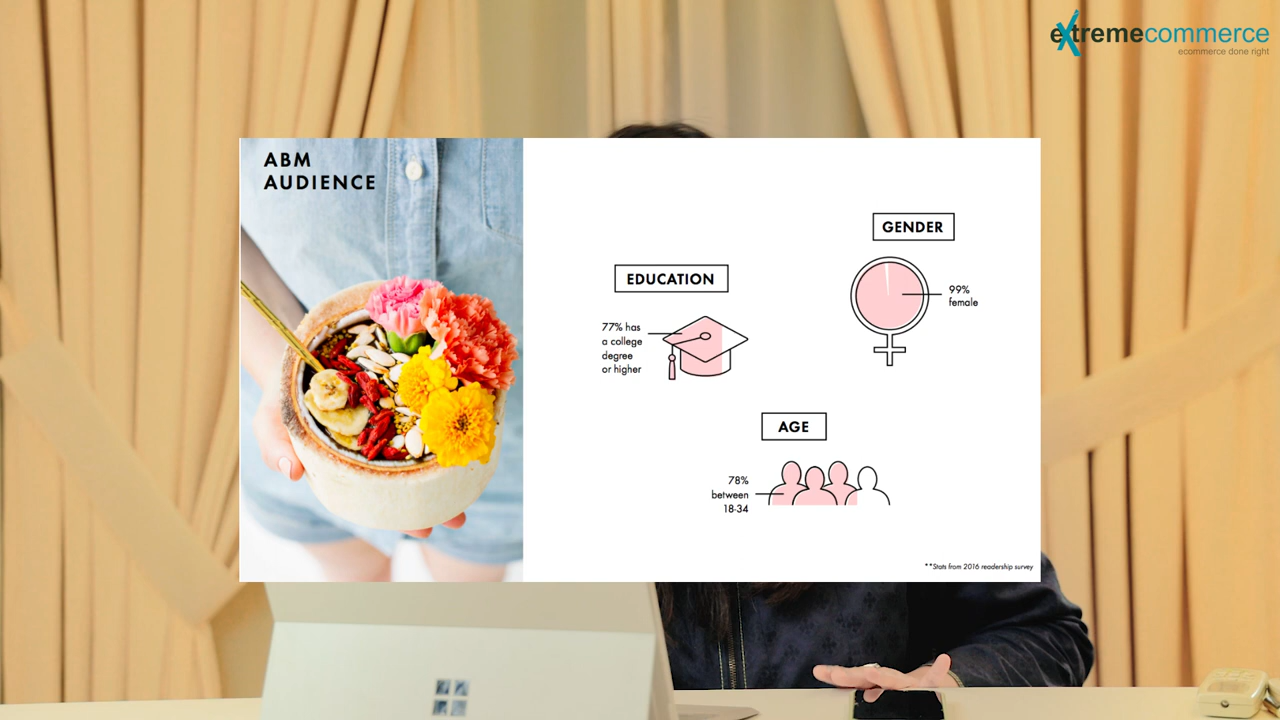 extremecommerce
ecommerce done right
ABM
AUDIENCE
GENDER
99%
female
EDUCATION
77% has
a college
degree
or higher
AGE
78%
between
18-34
**Stats from 2016 readership survey